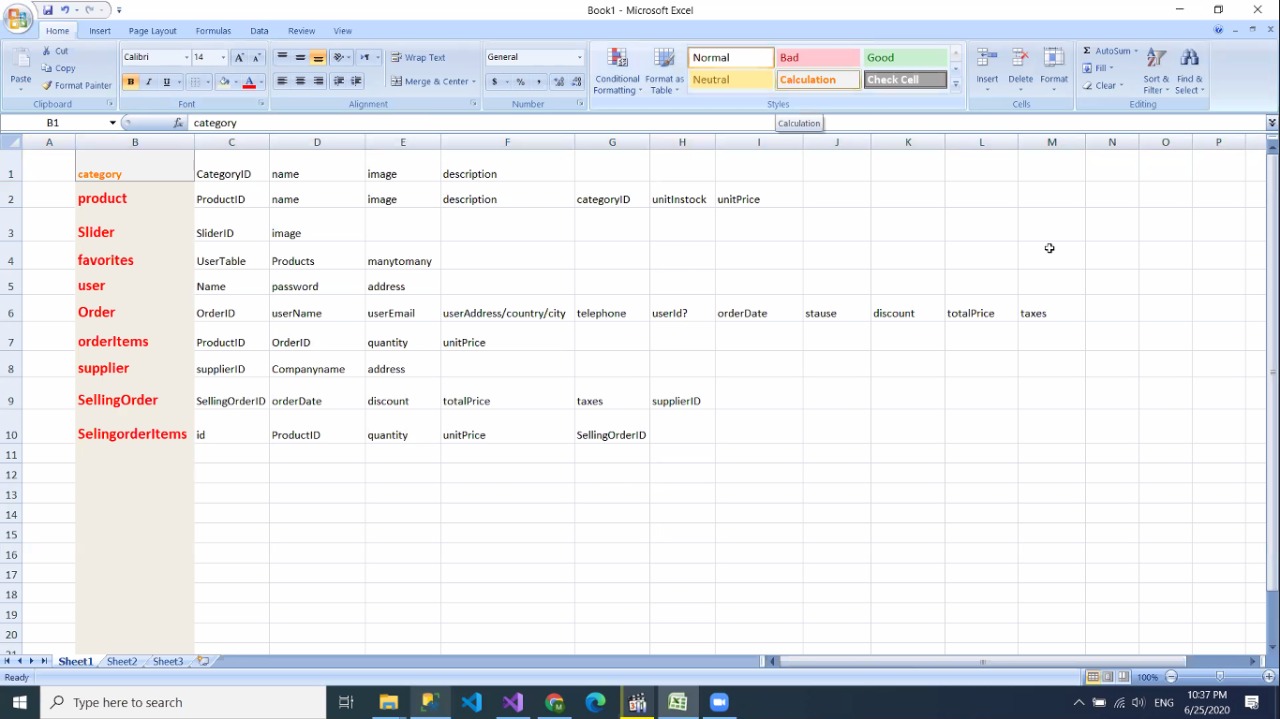 Book1 - Microsoft Excel
Home Insert Page Layout Formulas Data Review View
Paste
Cut
Copy
Format Painter
Clipboard
Calibri 14
B I U
Font
Wrap Text
Merge & Center
Alignment
General
$ % ,
Number
Conditional Formatting
Format as Table
Normal Bad Good
Neutral Calculation Check Cell
Styles
Insert Delete Format
Cells
AutoSum
Fill
Clear
Sort & Filter
Find & Select
Editing
B1 fx category
Calculation
A B C D E F G H I J K L M N O P
1 category CategoryID name image description
2 product ProductID name image description categoryID unitInstock unitPrice
3 Slider SliderID image
4 favorites UserTable Products manytomany
5 user Name password address
6 Order OrderID userName userEmail userAddress/country/city telephone userId? orderDate stause discount totalPrice taxes
7 orderItems ProductID OrderID quantity unitPrice
8 supplier supplierID Companyname address
9 SellingOrder SellingOrderID orderDate discount totalPrice taxes supplierID
10 SelingorderItems id ProductID quantity unitPrice SellingOrderID
11
12
13
14
15
16
17
18
19
20
21
Sheet1 Sheet2 Sheet3
Ready 100%
Type here to search
ENG
10:37 PM
6/25/2020